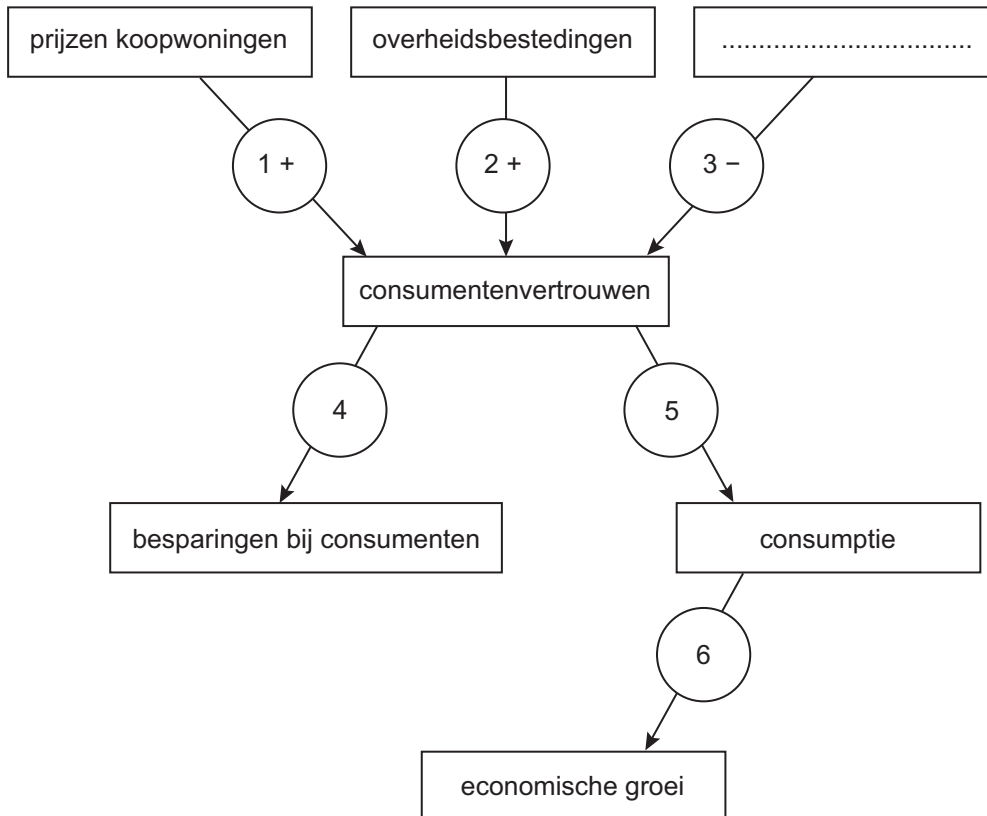 prijzen koopwoningen
overheidsbestedingen
..................................
1 +
2 +
3 −
consumentenvertrouwen
4
5
besparingen bij consumenten
consumptie
6
economische groei